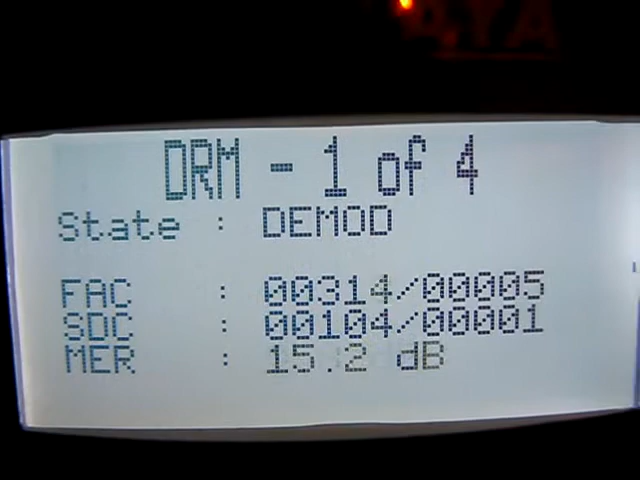 DRM - 1 of 4
State : DEMOD
FAC : 00314/00005
SDC : 00104/00001
MER : 15.2 dB